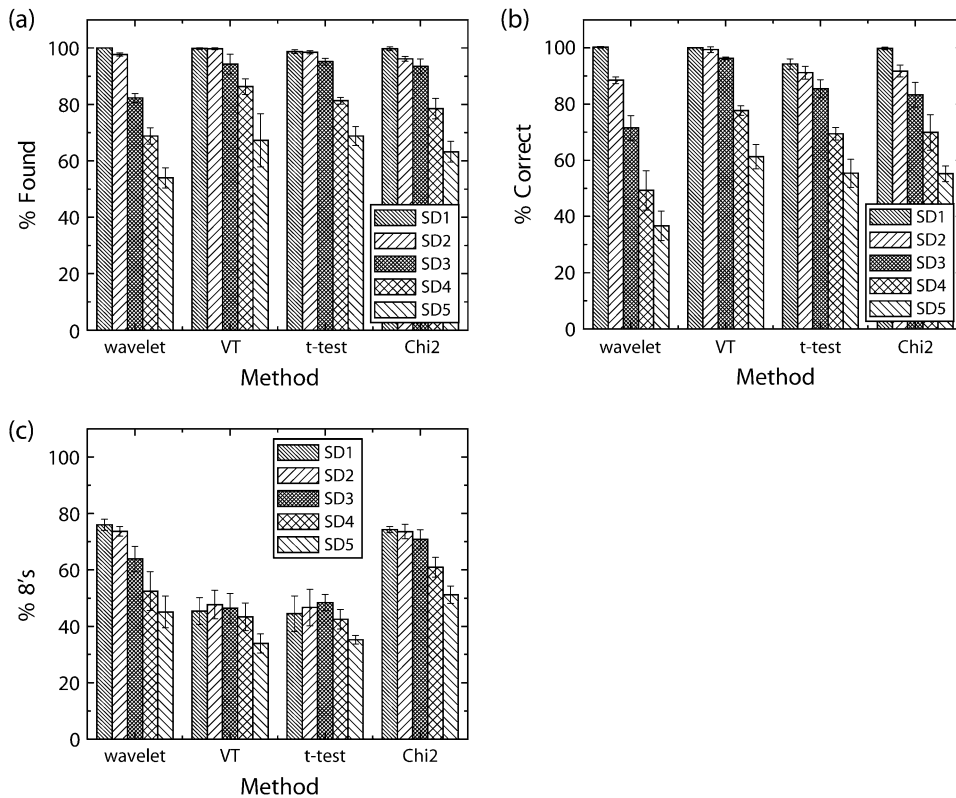 (a)
100
80
60
40
20
0
% Found
SD1
SD2
SD3
SD4
SD5
wavelet VT t-test Chi2
Method
(b)
100
80
60
40
20
0
% Correct
SD1
SD2
SD3
SD4
SD5
wavelet VT t-test Chi2
Method
(c)
100
80
60
40
20
0
% 8's
SD1
SD2
SD3
SD4
SD5
wavelet VT t-test Chi2
Method